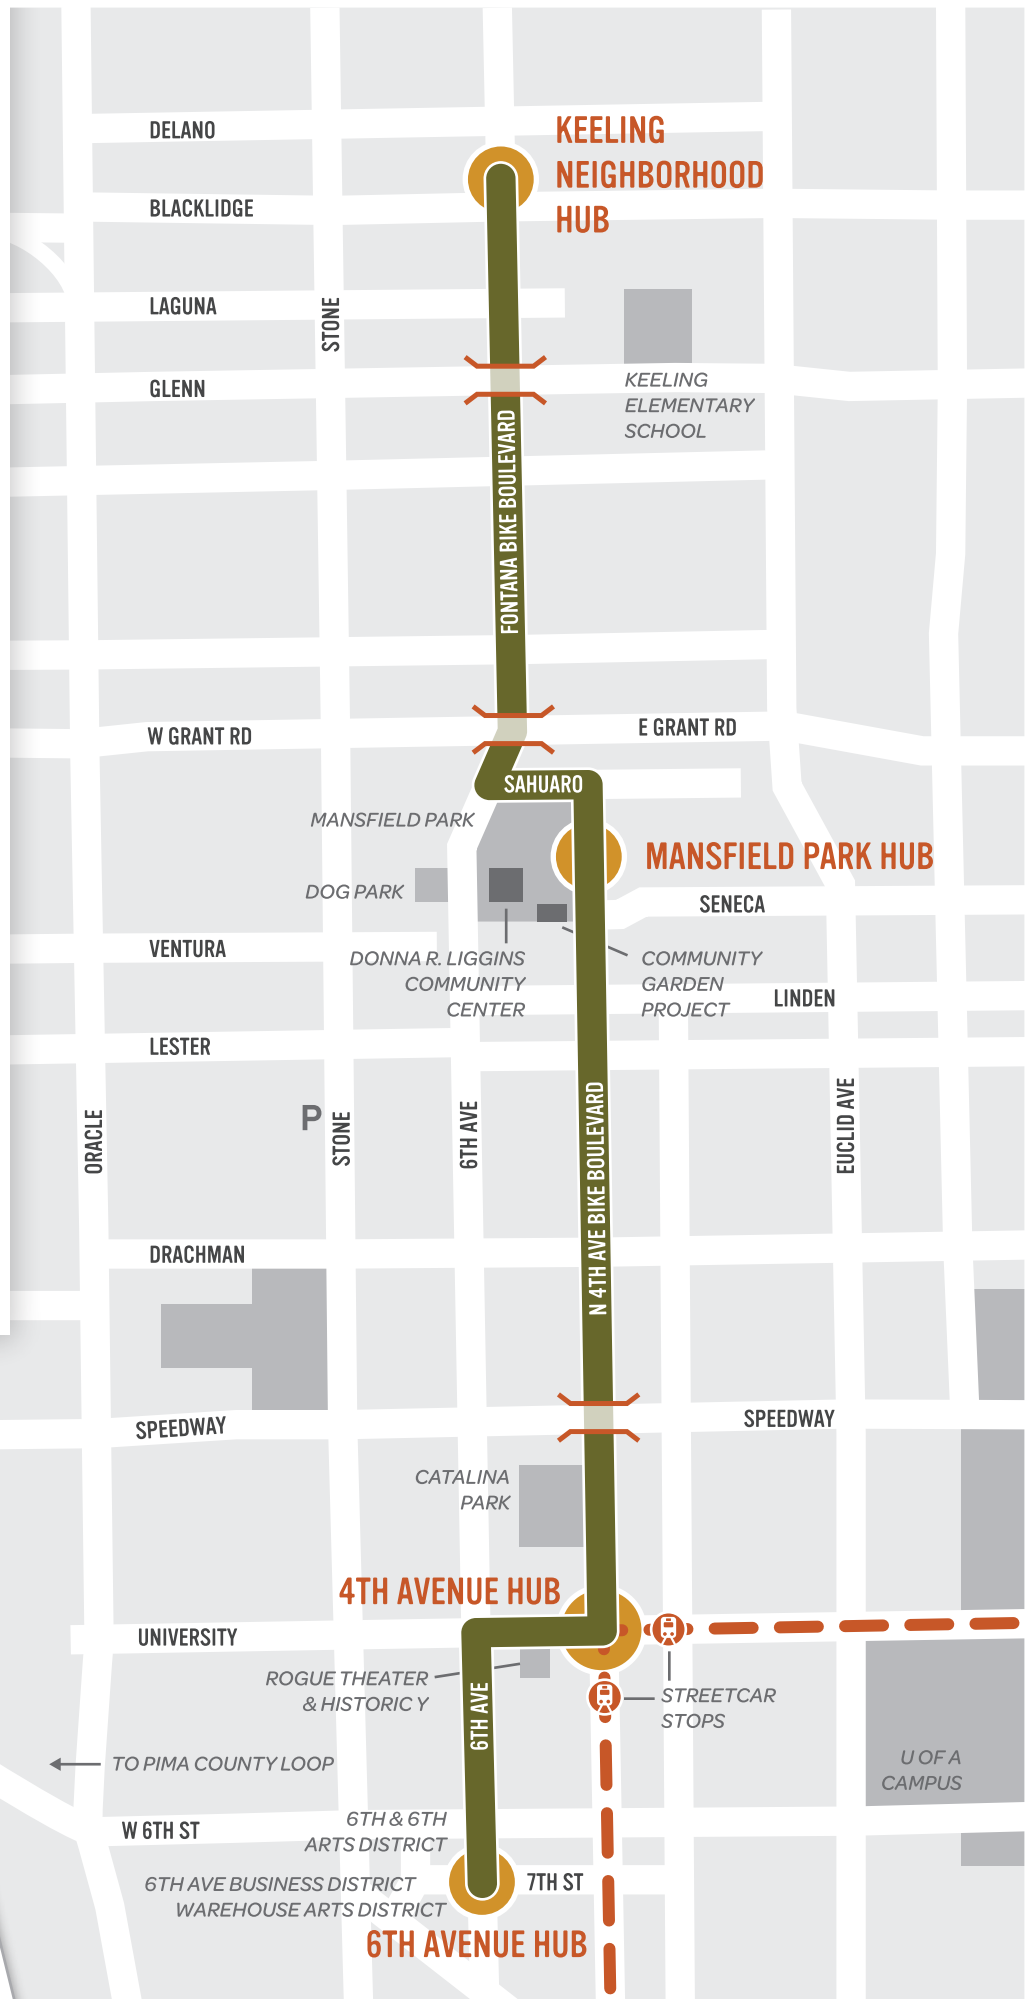 DELANO
KEELING
NEIGHBORHOOD
HUB
BLACKLIDGE
LAGUNA
STONE
GLENN
KEELING
ELEMENTARY
SCHOOL
FONTANA BIKE BOULEVARD
W GRANT RD
E GRANT RD
SAHUARO
MANSFIELD PARK
MANSFIELD PARK HUB
DOG PARK
SENECA
VENTURA
DONNA R. LIGGINS
COMMUNITY
CENTER
COMMUNITY
GARDEN
PROJECT
LINDEN
LESTER
ORACLE
P
STONE
6TH AVE
N 4TH AVE BIKE BOULEVARD
EUCLID AVE
DRACHMAN
SPEEDWAY
SPEEDWAY
CATALINA
PARK
4TH AVENUE HUB
UNIVERSITY
ROGUE THEATER
& HISTORIC Y
6TH AVE
STREETCAR
STOPS
TO PIMA COUNTY LOOP
U OF A
CAMPUS
W 6TH ST
6TH & 6TH
ARTS DISTRICT
6TH AVE BUSINESS DISTRICT
WAREHOUSE ARTS DISTRICT
7TH ST
6TH AVENUE HUB